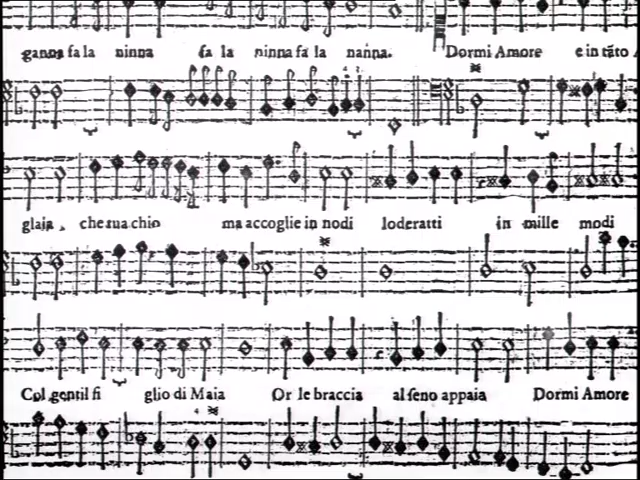 ganna fa la ninna fa la ninna fa la nanna. Dormi Amore e in tãto
glaia, che sua chio ma accoglie in nodi loderatti in mille modi
Col gentil fi glio di Maia Or le braccia al seno appaia Dormi Amore